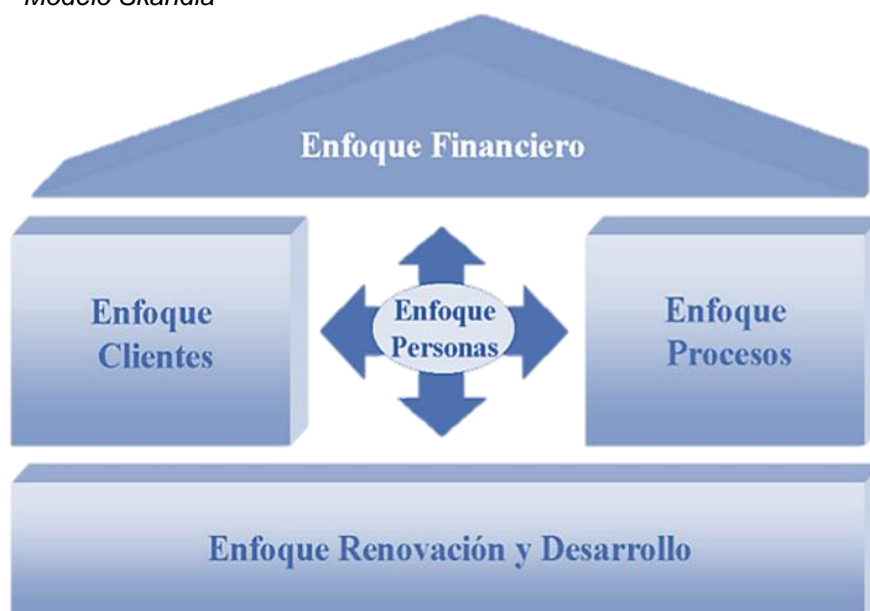 Modelo Skandia
Enfoque Financiero
Enfoque
Clientes
Enfoque
Personas
Enfoque
Procesos
Enfoque Renovación y Desarrollo